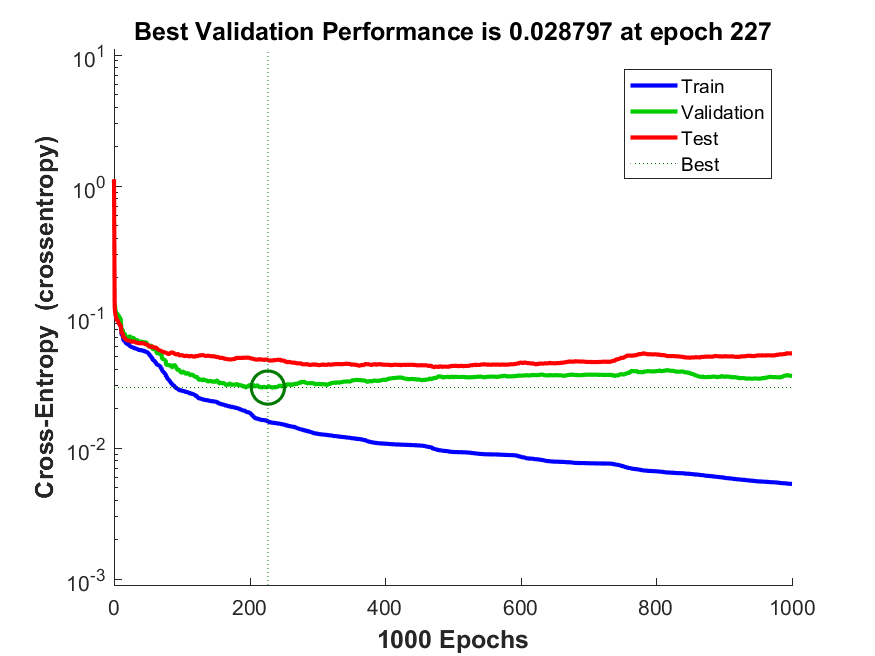 Best Validation Performance is 0.028797 at epoch 227
Cross-Entropy (crossentropy)
10^1
10^0
10^-1
10^-2
10^-3
Train
Validation
Test
Best
0 200 400 600 800 1000
1000 Epochs